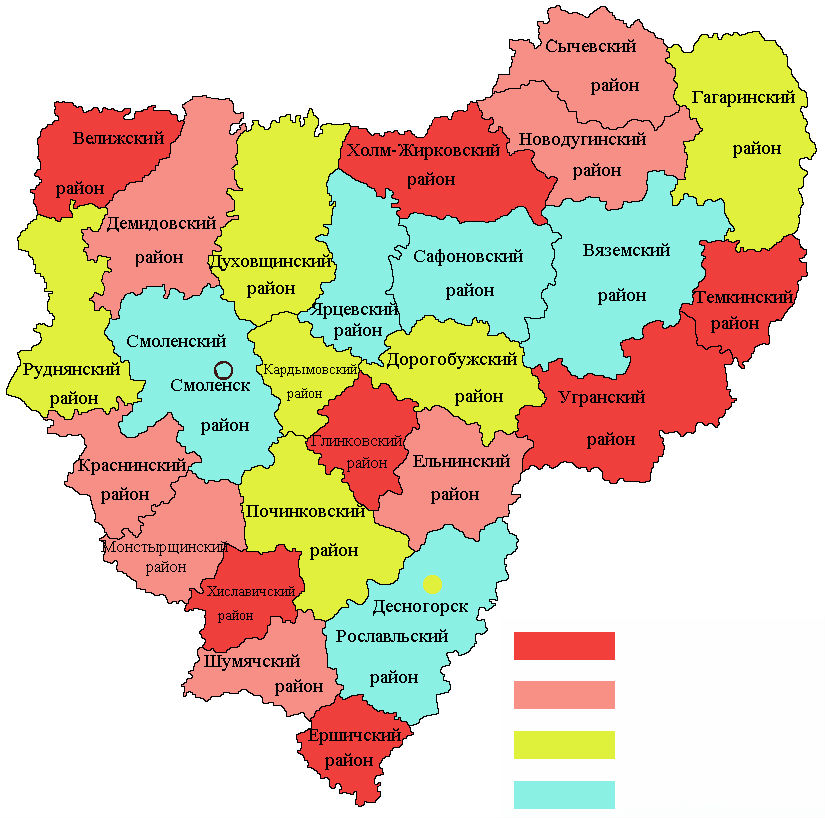 Сычевский
район
Гагаринский
район
Новодугинский
район
Холм-Жирковский
район
Велижский
район
Демидовский
район
Духовщинский
район
Ярцевский
район
Сафоновский
район
Вяземский
район
Темкинский
район
Руднянский
район
Смоленский
Смоленск
район
Кардымовский
район
Дорогобужский
район
Угранский
район
Глинковский
район
Ельнинский
район
Краснинский
район
Монстырщинский
район
Починковский
район
Хиславичский
район
Десногорск
Рославльский
район
Шумячский
район
Ершичский
район